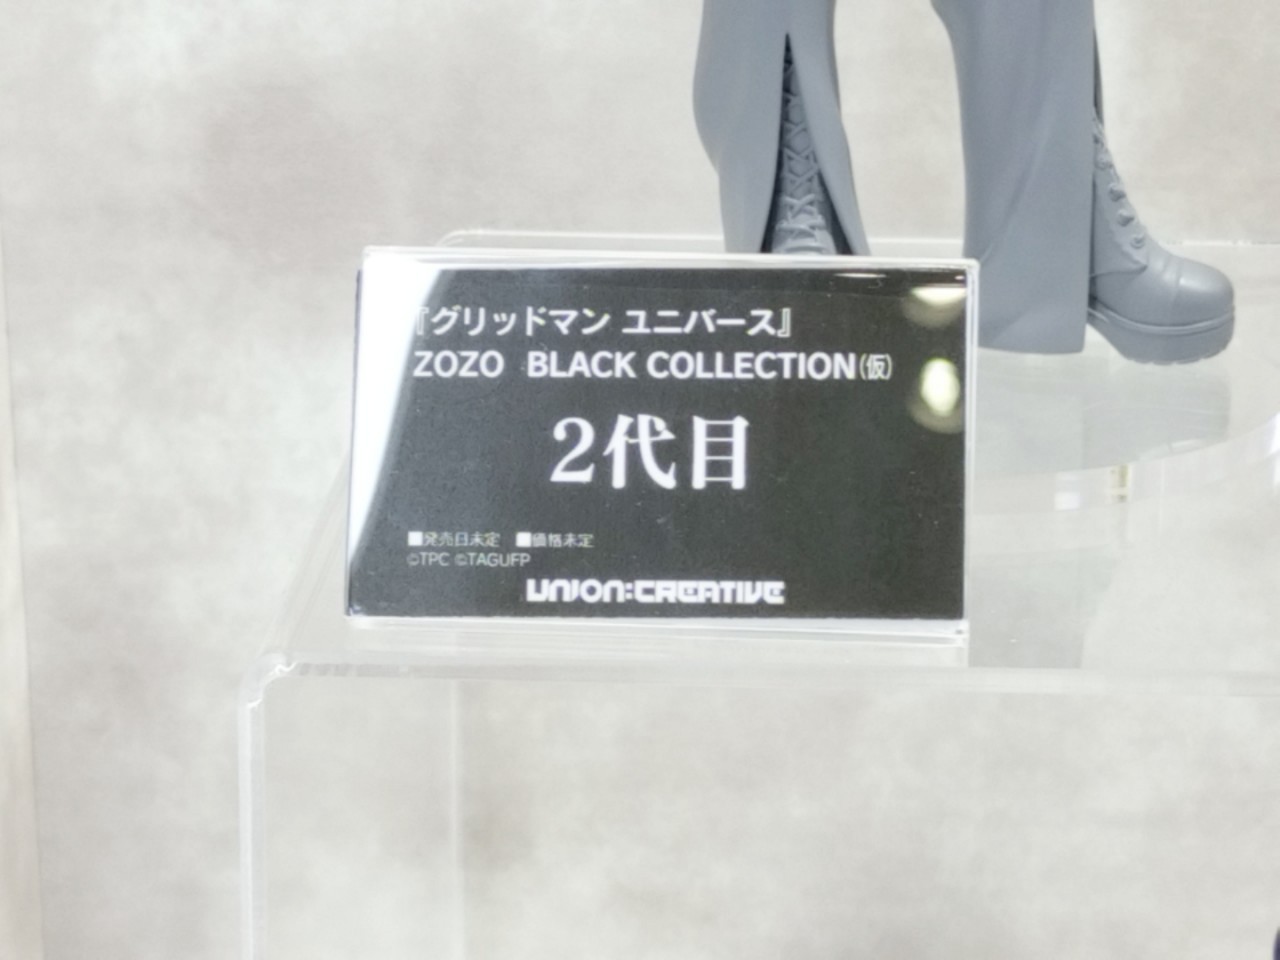 『グリッドマン ユニバース』
ZOZO BLACK COLLECTION(仮)
2代目
■発売日未定 ■価格未定
©TPC ©TAGUFP
UNION:CREATIVE